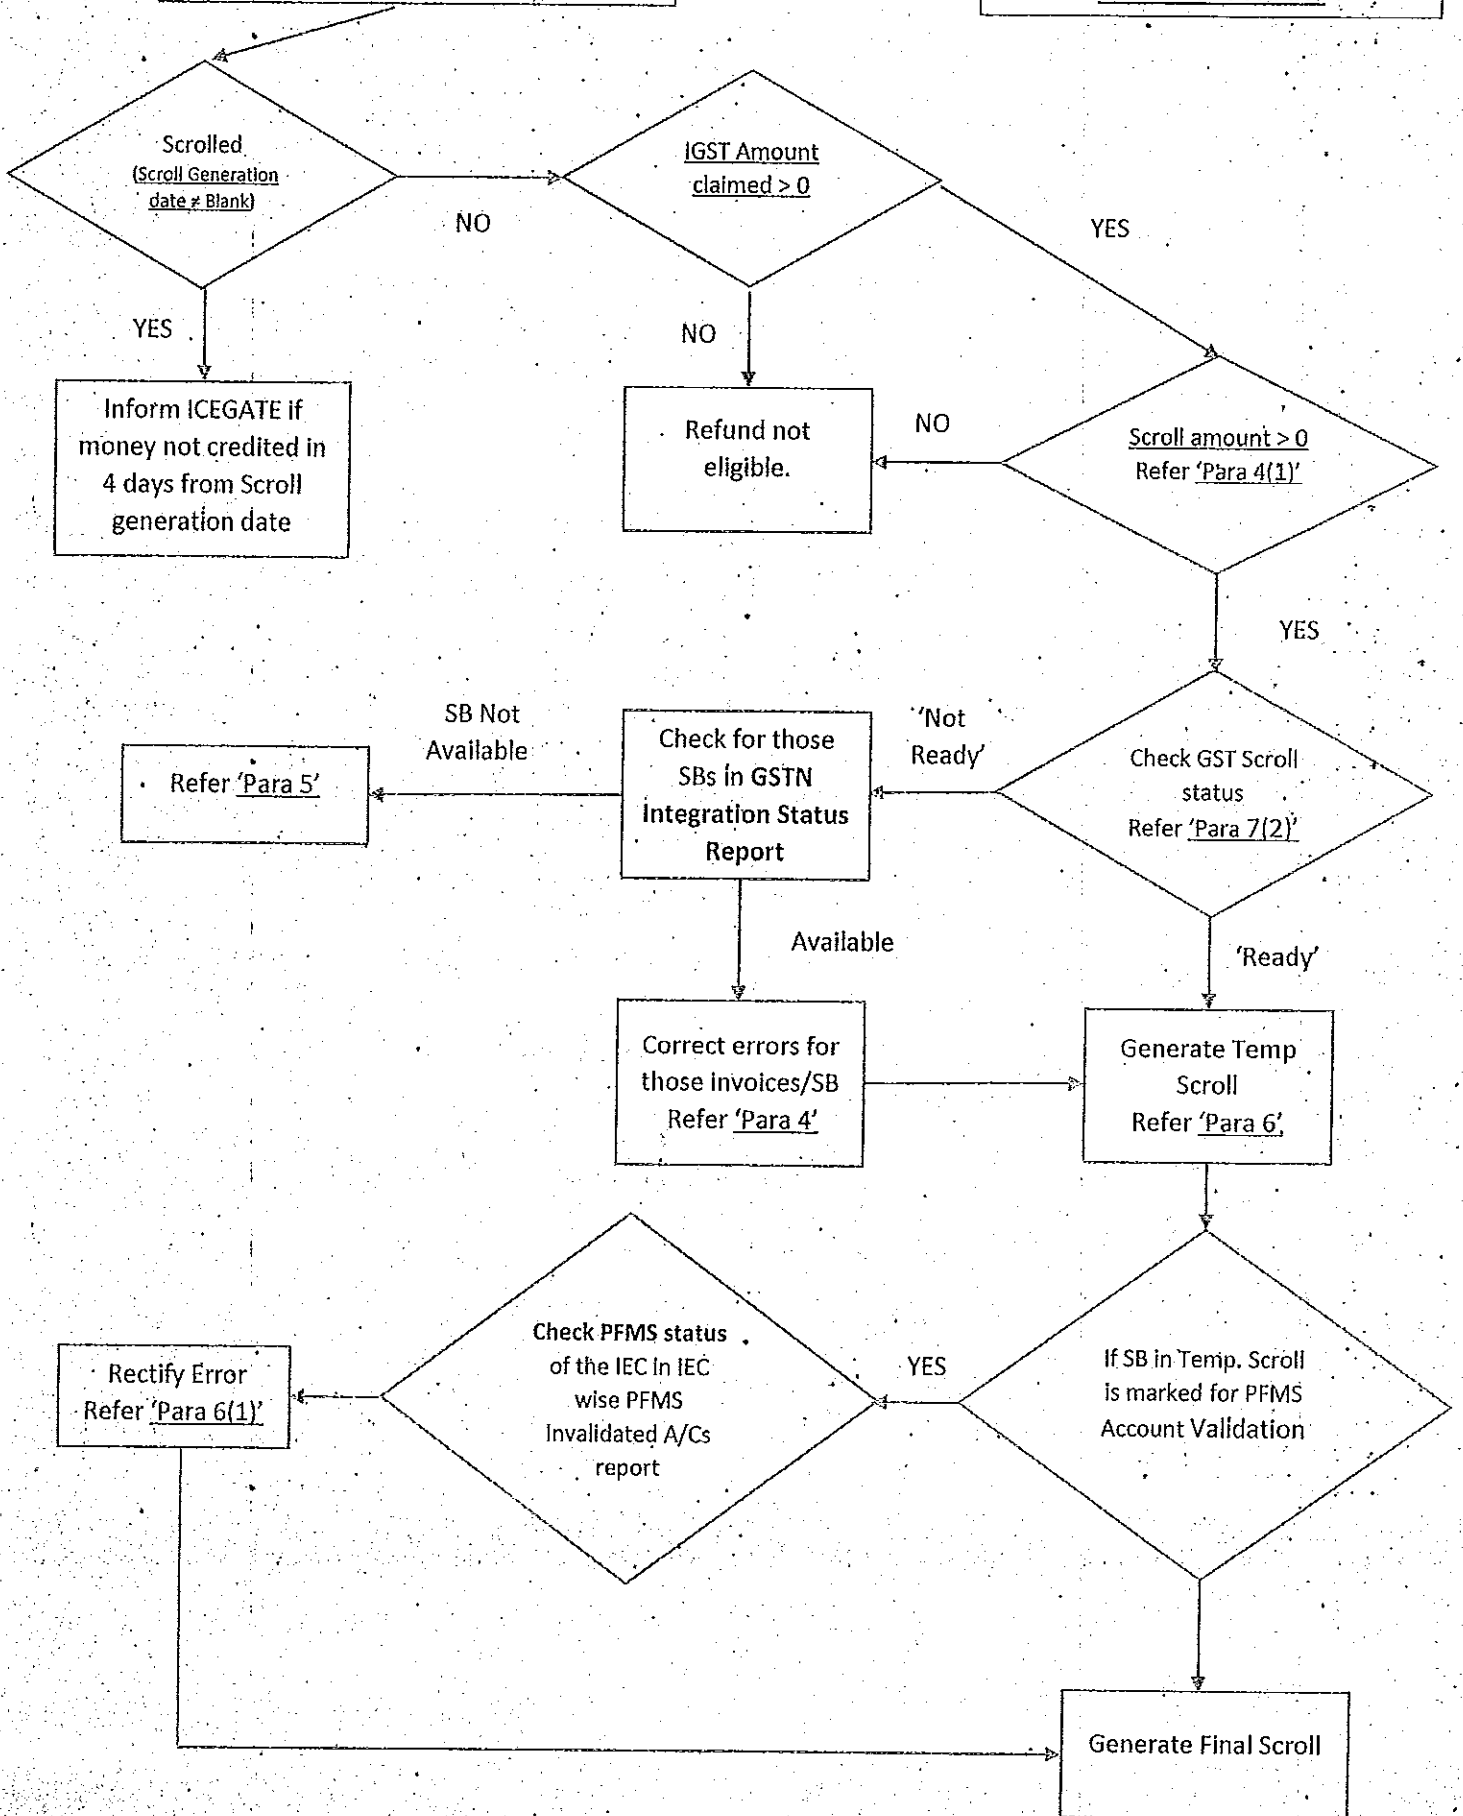 Scrolled
(Scroll Generation
date ≠ Blank)
NO
IGST Amount
claimed > 0
YES
YES
NO
Inform ICEGATE if
money not credited in
4 days from Scroll
generation date
Refund not
eligible.
NO
Scroll amount > 0
Refer 'Para 4(1)'
YES
SB Not
Available
Refer 'Para 5'
Check for those
SBs in GSTN
Integration Status
Report
'Not
Ready'
Check GST Scroll
status
Refer 'Para 7(2)'
Available
'Ready'
Correct errors for
those invoices/SB
Refer 'Para 4'
Generate Temp
Scroll
Refer 'Para 6'
Rectify Error
Refer 'Para 6(1)'
Check PFMS status
of the IEC in IEC
wise PFMS
Invalidated A/Cs
report
YES
If SB in Temp. Scroll
is marked for PFMS
Account Validation
Generate Final Scroll